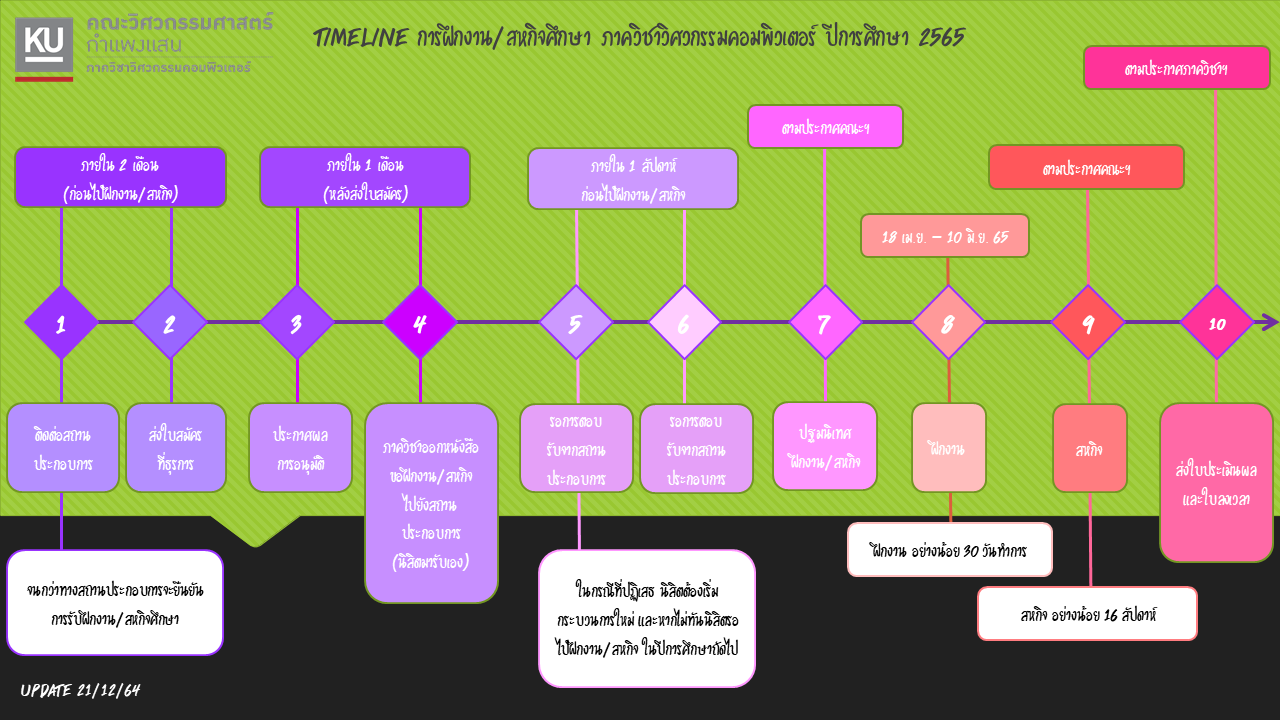 KU
คณะวิศวกรรมศาสตร์
กำแพงแสน
ภาควิชาวิศวกรรมคอมพิวเตอร์
TIMELINE การฝึกงาน/สหกิจศึกษา ภาควิชาวิศวกรรมคอมพิวเตอร์ ปีการศึกษา 2565
ภายใน 2 เดือน
(ก่อนไปฝึกงาน/สหกิจ)
ภายใน 1 เดือน
(หลังส่งใบสมัคร)
ภายใน 1 สัปดาห์
ก่อนไปฝึกงาน/สหกิจ
ตามประกาศคณะฯ
18 เม.ย. – 10 มิ.ย. 65
ตามประกาศคณะฯ
ตามประกาศภาควิชาฯ
1
2
3
4
5
6
7
8
9
10
ติดต่อสถาน
ประกอบการ
ส่งใบสมัคร
ที่ธุรการ
ประกาศผล
การอนุมัติ
ภาควิชาออกหนังสือ
ขอฝึกงาน/สหกิจ
ไปยังสถาน
ประกอบการ
(นิสิตมารับเอง)
รอการตอบ
รับจากสถาน
ประกอบการ
รอการตอบ
รับจากสถาน
ประกอบการ
ปฐมนิเทศ
ฝึกงาน/สหกิจ
ฝึกงาน
สหกิจ
ส่งใบประเมินผล
และใบลงเวลา
จนกว่าทางสถานประกอบการจะยืนยัน
การรับฝึกงาน/สหกิจศึกษา
ในกรณีที่ปฏิเสธ นิสิตต้องเริ่ม
กระบวนการใหม่ และหากไม่ทันนิสิตรอ
ไปฝึกงาน/สหกิจ ในปีการศึกษาถัดไป
ฝึกงาน อย่างน้อย 30 วันทำการ
สหกิจ อย่างน้อย 16 สัปดาห์
UPDATE 21/12/64